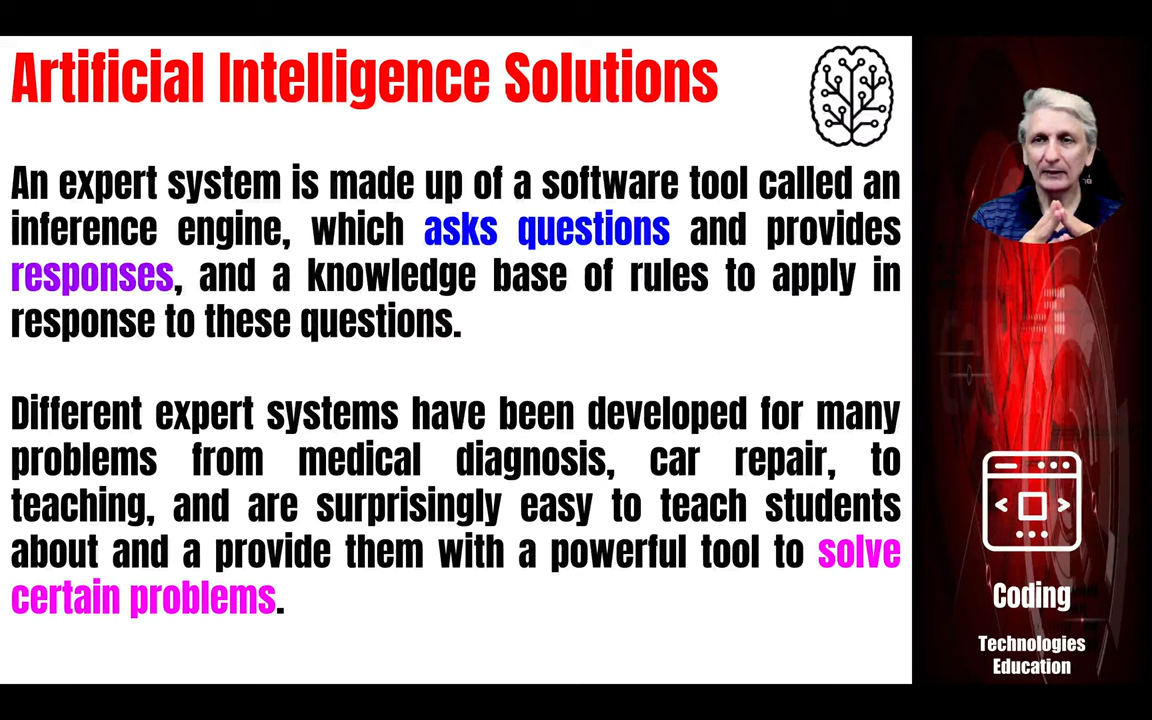 Artificial Intelligence Solutions
An expert system is made up of a software tool called an
inference engine, which asks questions and provides
responses, and a knowledge base of rules to apply in
response to these questions.
Different expert systems have been developed for many
problems from medical diagnosis, car repair, to
teaching, and are surprisingly easy to teach students
about and a provide them with a powerful tool to solve
certain problems.
Coding
Technologies
Education